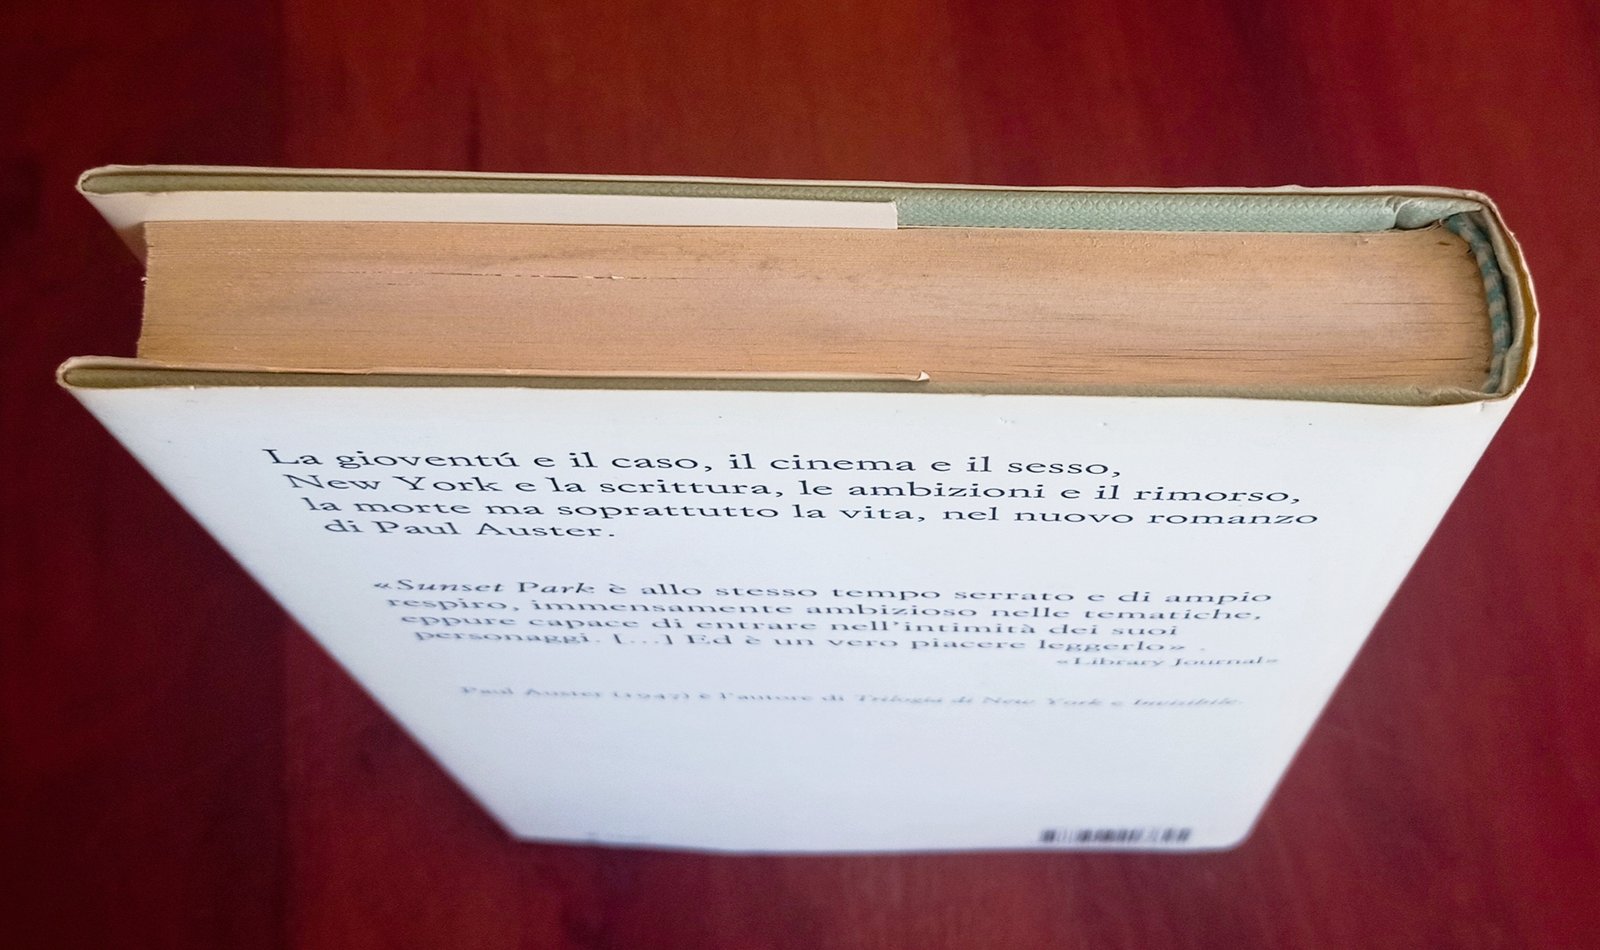 La gioventú e il caso, il cinema e il sesso,
New York e la scrittura, le ambizioni e il rimorso,
la morte ma soprattutto la vita, nel nuovo romanzo
di Paul Auster.
«Sunset Park è allo stesso tempo serrato e di ampio
respiro, immensamente ambizioso nelle tematiche,
eppure capace di entrare nell'intimità dei suoi
personaggi. [...] Ed è un vero piacere leggerlo».
«Library Journal»
Paul Auster (1947) è l'autore di Trilogia di New York e Invisibile.